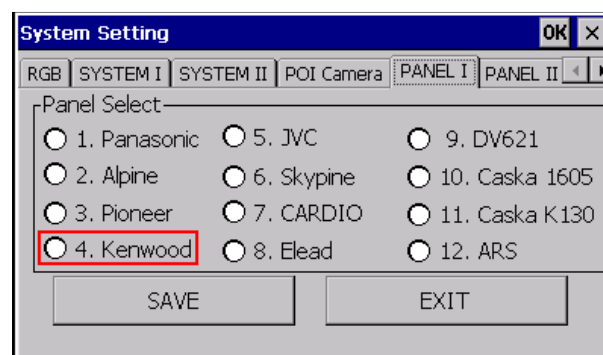 System Setting OK ×
RGB SYSTEM I SYSTEM II POI Camera PANEL I PANEL II
Panel Select
1. Panasonic 5. JVC 9. DV621
2. Alpine 6. Skypine 10. Caska 1605
3. Pioneer 7. CARDIO 11. Caska K130
4. Kenwood 8. Elead 12. ARS
SAVE EXIT